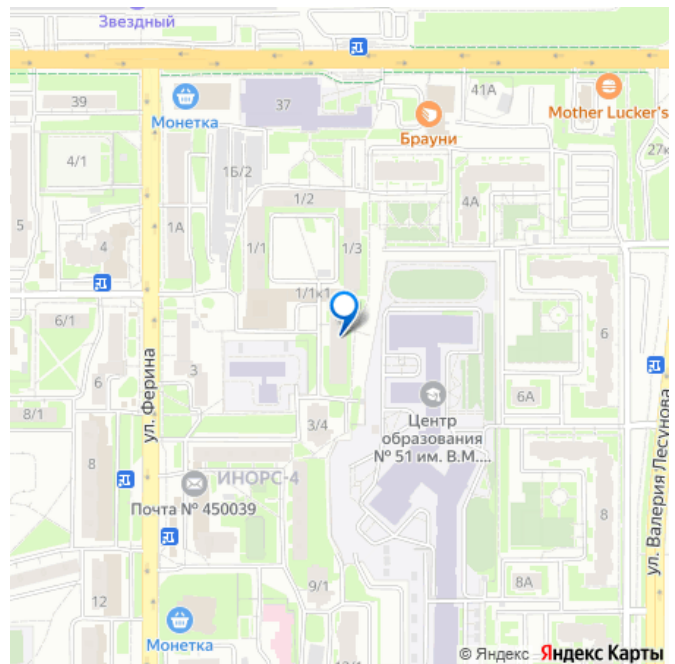 Звездный
39
Монетка
37
41А
Брауни
Mother Lucker's
4/1
1Б/2
27к
1/2
4А
5
4
1А
1/1
1/3
1/1к1
6/1
ул. Ферина
3
6
6
6А
8/1
3/4
Центр
образования
№ 51 им. В.М....
8
ИНОРС-4
Почта № 450039
8
ул. Валерия Лесунова
9/1
8А
12
Монетка
© Яндекс Яндекс Карты